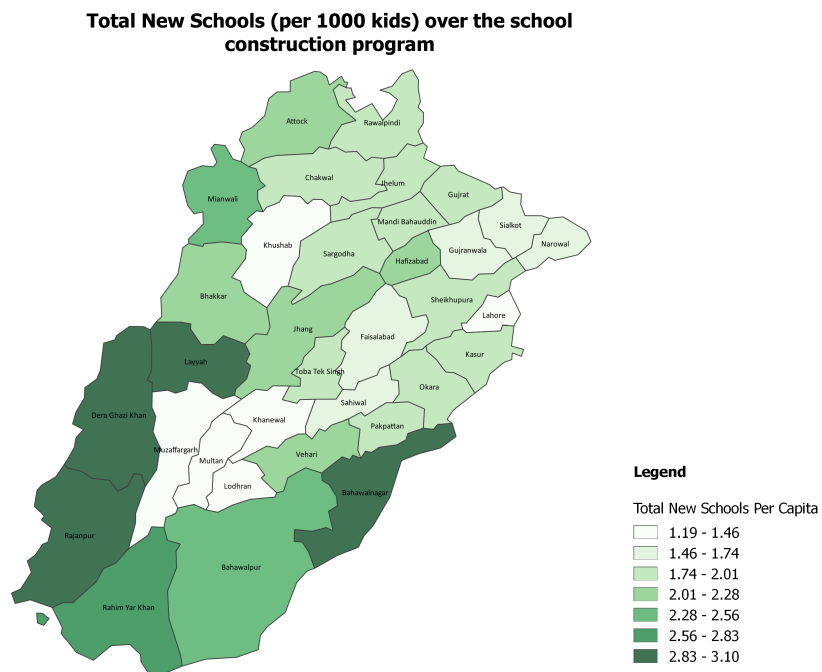 Total New Schools (per 1000 kids) over the school
construction program
Attock
Rawalpindi
Chakwal
Jhelum
Mianwali
Gujrat
Mandi Bahauddin
Sialkot
Khushab
Narowal
Gujranwala
Sargodha
Hafizabad
Bhakkar
Sheikhupura
Lahore
Jhang
Faisalabad
Kasur
Layyah
Toba Tek Singh
Okara
Sahiwal
Dera Ghazi Khan
Khanewal
Pakpattan
Muzaffargarh
Vehari
Multan
Lodhran
Bahawalnagar
Rajanpur
Bahawalpur
Rahim Yar Khan
Legend
Total New Schools Per Capita
1.19 - 1.46
1.46 - 1.74
1.74 - 2.01
2.01 - 2.28
2.28 - 2.56
2.56 - 2.83
2.83 - 3.10